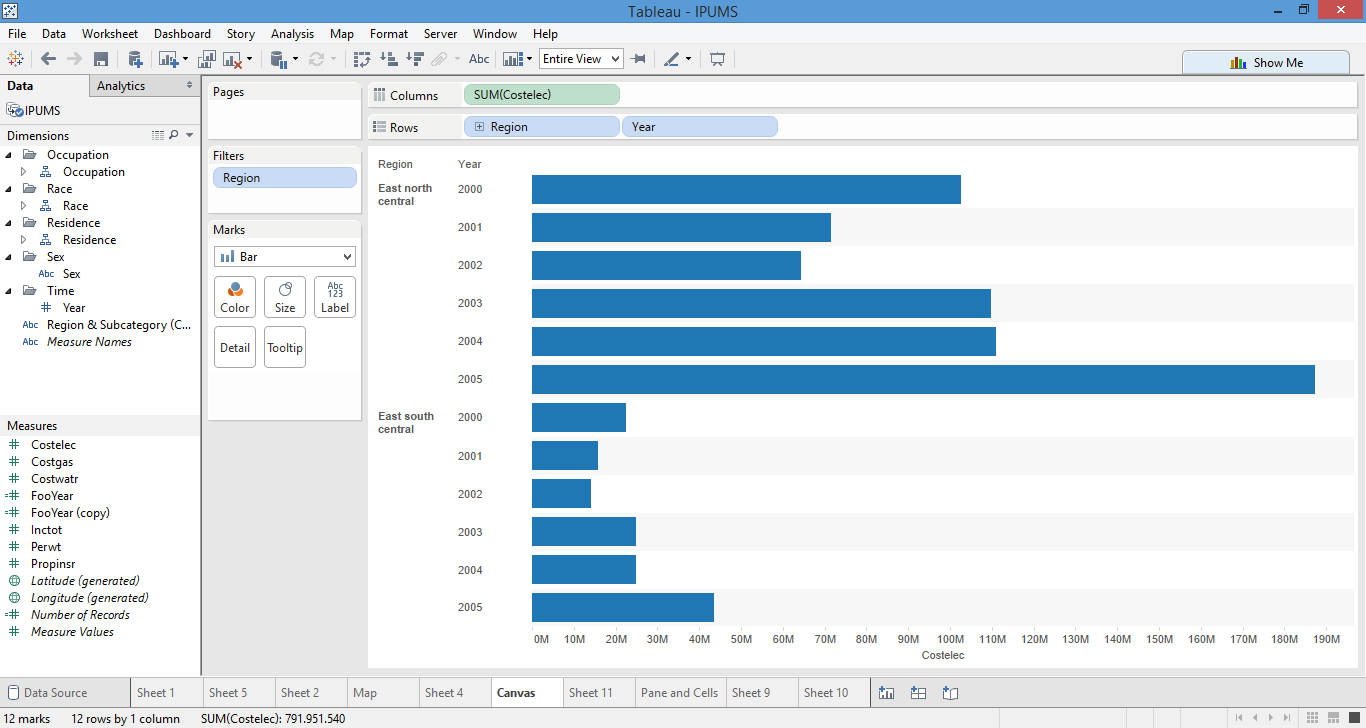 Tableau - IPUMS
File Data Worksheet Dashboard Story Analysis Map Format Server Window Help
Abc Entire View Show Me
Data Analytics
IPUMS
Dimensions
Occupation
Occupation
Race
Race
Residence
Residence
Sex
Abc Sex
Time
Year
Abc Region & Subcategory (C...
Abc Measure Names
Measures
Costelec
Costgas
Costwatr
FooYear
FooYear (copy)
Inctot
Perwt
Propinsr
Latitude (generated)
Longitude (generated)
Number of Records
Measure Values
Pages
Filters
Region
Marks
Bar
Color Size Abc 123 Label
Detail Tooltip
Columns SUM(Costelec)
Rows Region Year
Region Year
East north central
2000
2001
2002
2003
2004
2005
East south central
2000
2001
2002
2003
2004
2005
0M 10M 20M 30M 40M 50M 60M 70M 80M 90M 100M 110M 120M 130M 140M 150M 160M 170M 180M 190M
Costelec
Data Source Sheet 1 Sheet 5 Sheet 2 Map Sheet 4 Canvas Sheet 11 Pane and Cells Sheet 9 Sheet 10
12 marks 12 rows by 1 column SUM(Costelec): 791.951.540